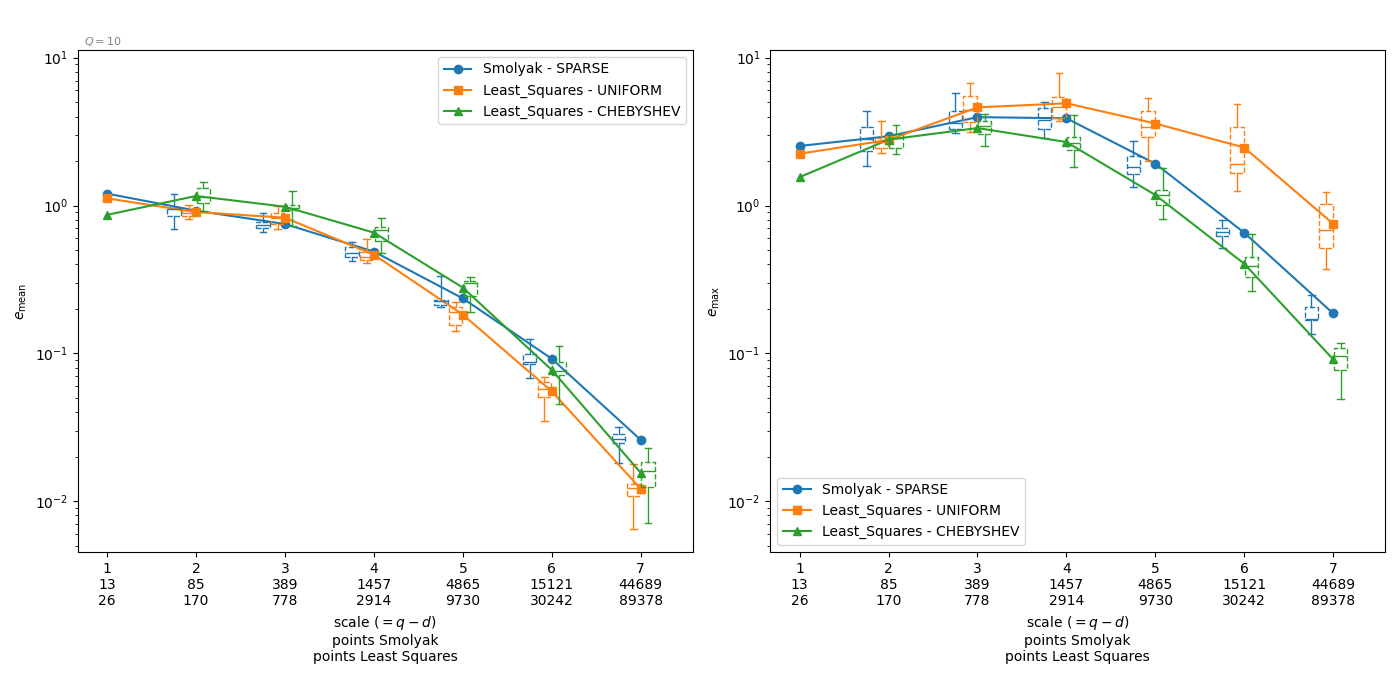 Q = 10
10^1
10^0
10^-1
10^-2
e_mean
Smolyak - SPARSE
Least_Squares - UNIFORM
Least_Squares - CHEBYSHEV
1 2 3 4 5 6 7
13 85 389 1457 4865 15121 44689
26 170 778 2914 9730 30242 89378
scale (= q − d)
points Smolyak
points Least Squares
10^1
10^0
10^-1
10^-2
e_max
Smolyak - SPARSE
Least_Squares - UNIFORM
Least_Squares - CHEBYSHEV
1 2 3 4 5 6 7
13 85 389 1457 4865 15121 44689
26 170 778 2914 9730 30242 89378
scale (= q − d)
points Smolyak
points Least Squares